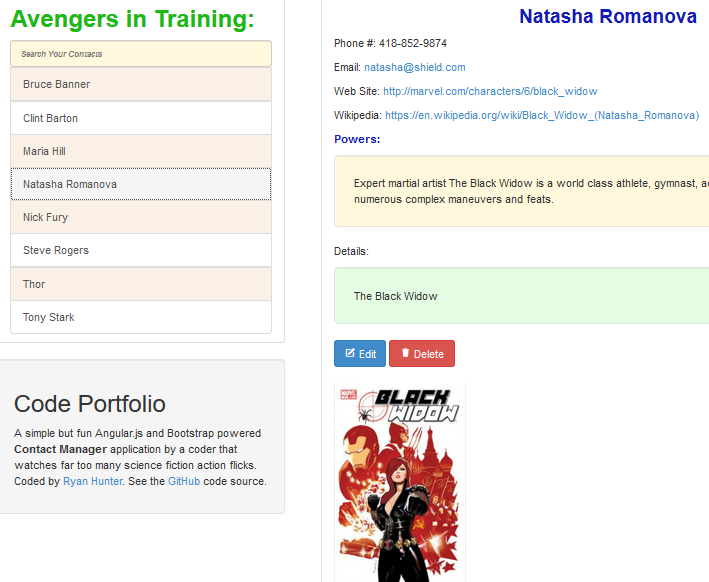 Avengers in Training:
Search Your Contacts
Bruce Banner
Clint Barton
Maria Hill
Natasha Romanova
Nick Fury
Steve Rogers
Thor
Tony Stark
Code Portfolio
A simple but fun Angular.js and Bootstrap powered
Contact Manager application by a coder that
watches far too many science fiction action flicks.
Coded by Ryan Hunter. See the GitHub code source.
Natasha Romanova
Phone #: 418-852-9874
Email: natasha@shield.com
Web Site: http://marvel.com/characters/6/black_widow
Wikipedia: https://en.wikipedia.org/wiki/Black_Widow_(Natasha_Romanova)
Powers:
Expert martial artist The Black Widow is a world class athlete, gymnast,
numerous complex maneuvers and feats.
Details:
The Black Widow
Edit
Delete
BLACK
WIDOW